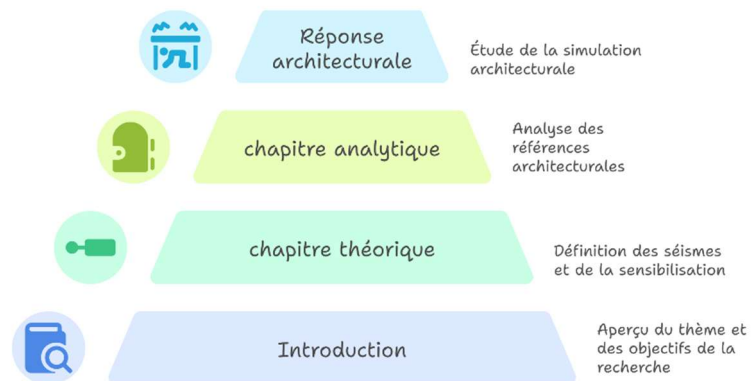 Réponse
architecturale
Étude de la simulation
architecturale
chapitre analytique
Analyse des
références
architecturales
chapitre théorique
Définition des séismes
et de la sensibilisation
Introduction
Aperçu du thème et
des objectifs de la
recherche